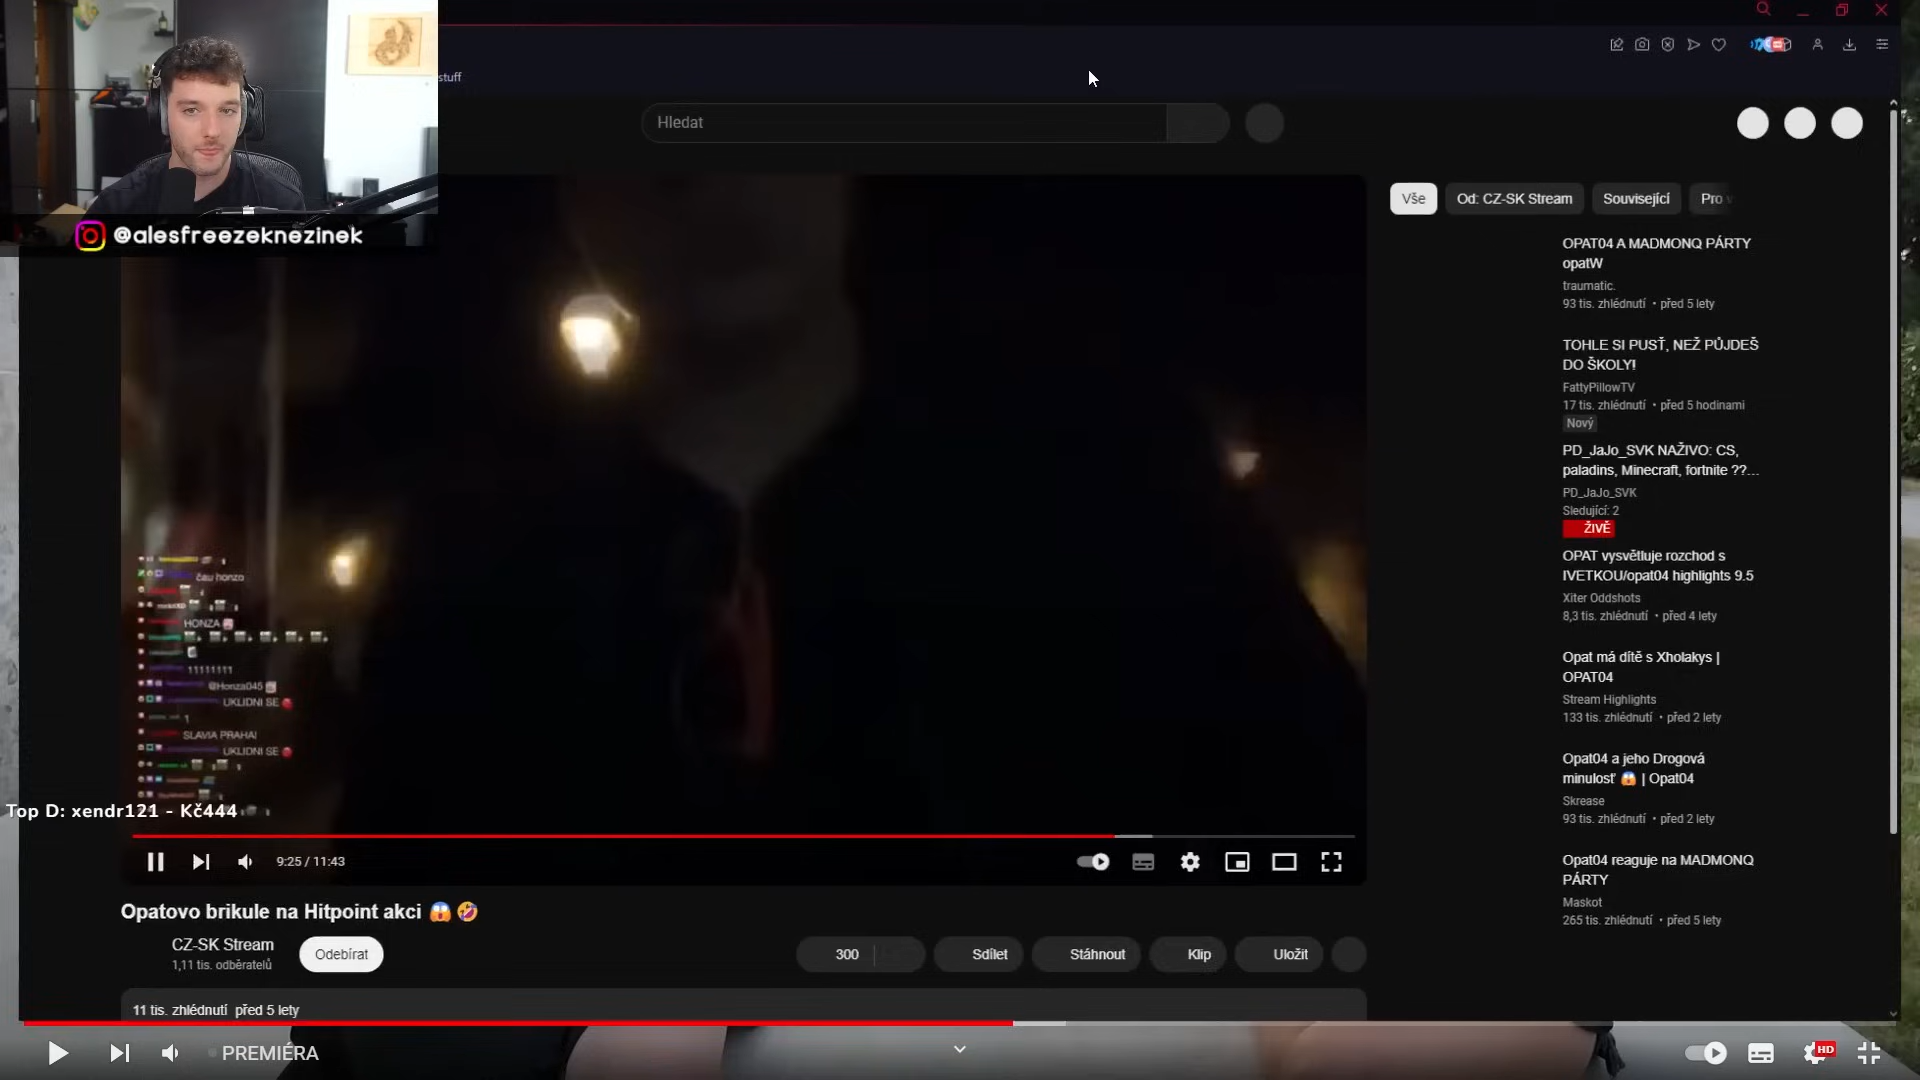 stuff
@alesfreezeknezinek
Hledat
Vše
Od: CZ-SK Stream
Související
Pro
OPAT04 A MADMONQ PÁRTY
opatW
traumatic.
93 tis. zhlédnutí • před 5 lety
TOHLE SI PUSŤ, NEŽ PŮJDEŠ
DO ŠKOLY!
FattyPillowTV
17 tis. zhlédnutí • před 5 hodinami
Nový
PD_JaJo_SVK NAŽIVO: CS,
paladins, Minecraft, fortnite ??...
PD_JaJo_SVK
Sledující: 2
ŽIVĚ
OPAT vysvětluje rozchod s
IVETKOU/opat04 highlights 9.5
Xiter Oddshots
8,3 tis. zhlédnutí • před 4 lety
Opat má dítě s Xholakys |
OPAT04
Stream Highlights
133 tis. zhlédnutí • před 2 lety
Opat04 a jeho Drogová
minulosť 😱 | Opat04
Skrease
93 tis. zhlédnutí • před 2 lety
Opat04 reaguje na MADMONQ
PÁRTY
Maskot
265 tis. zhlédnutí • před 5 lety
čau honzo
HONZA
11111111
@Honza045
UKLIDNI SE
1
SLAVIA PRAHA!
UKLIDNI SE
Top D: xendr121 - Kč444
9:25 / 11:43
Opatovo brikule na Hitpoint akci 😱🤣
CZ-SK Stream
1,11 tis. odběratelů
Odebírat
300
Sdílet
Stáhnout
Klip
Uložit
11 tis. zhlédnutí před 5 lety
PREMIÉRA
HD